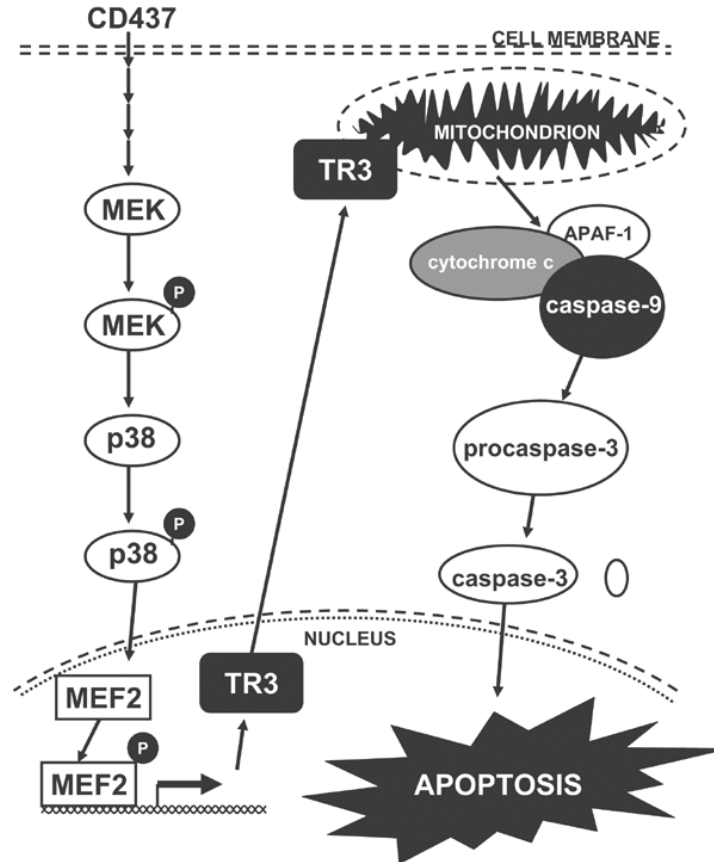 CD437
CELL MEMBRANE
MITOCHONDRION
TR3
MEK
APAF-1
cytochrome c
P
MEK
caspase-9
p38
procaspase-3
P
p38
caspase-3
NUCLEUS
TR3
MEF2
P
MEF2
APOPTOSIS